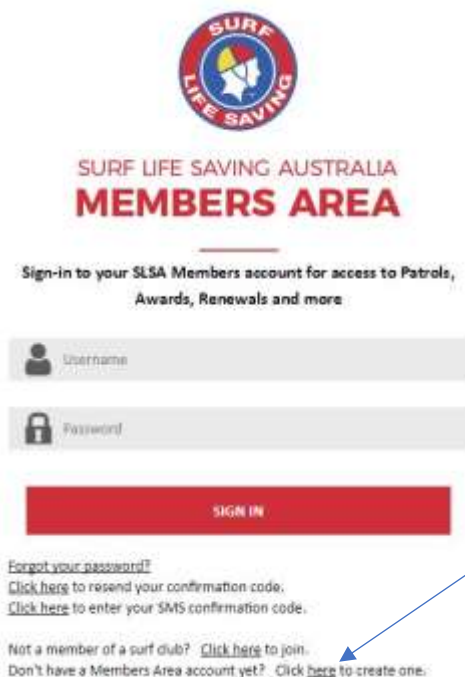 SURF
LIFE SAVING
SURF LIFE SAVING AUSTRALIA
MEMBERS AREA
Sign-in to your SLSA Members account for access to Patrols,
Awards, Renewals and more
Username
Password
SIGN IN
Forgot your password?
Click here to resend your confirmation code.
Click here to enter your SMS confirmation code.
Not a member of a surf club? Click here to join.
Don't have a Members Area account yet? Click here to create one.